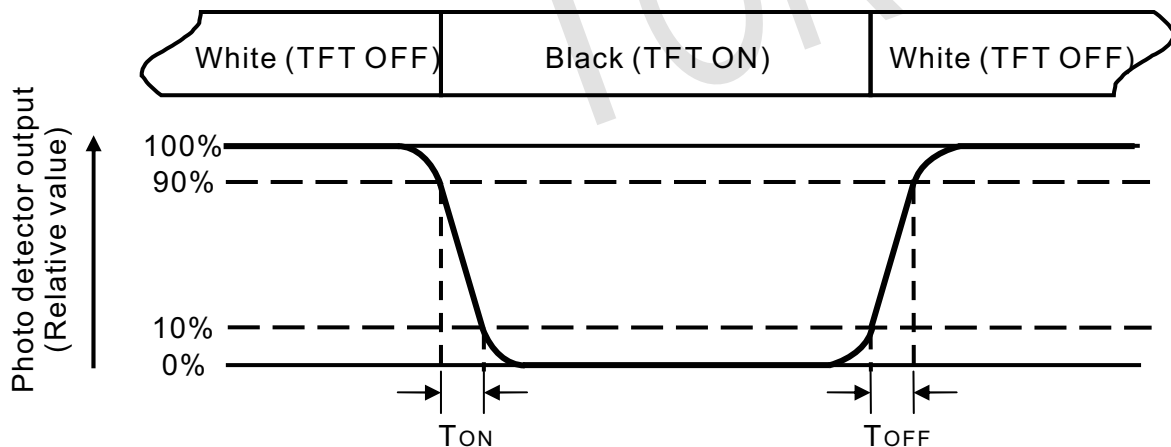 White (TFT OFF)
Black (TFT ON)
White (TFT OFF)
Photo detector output
(Relative value)
100%
90%
10%
0%
TON
TOFF